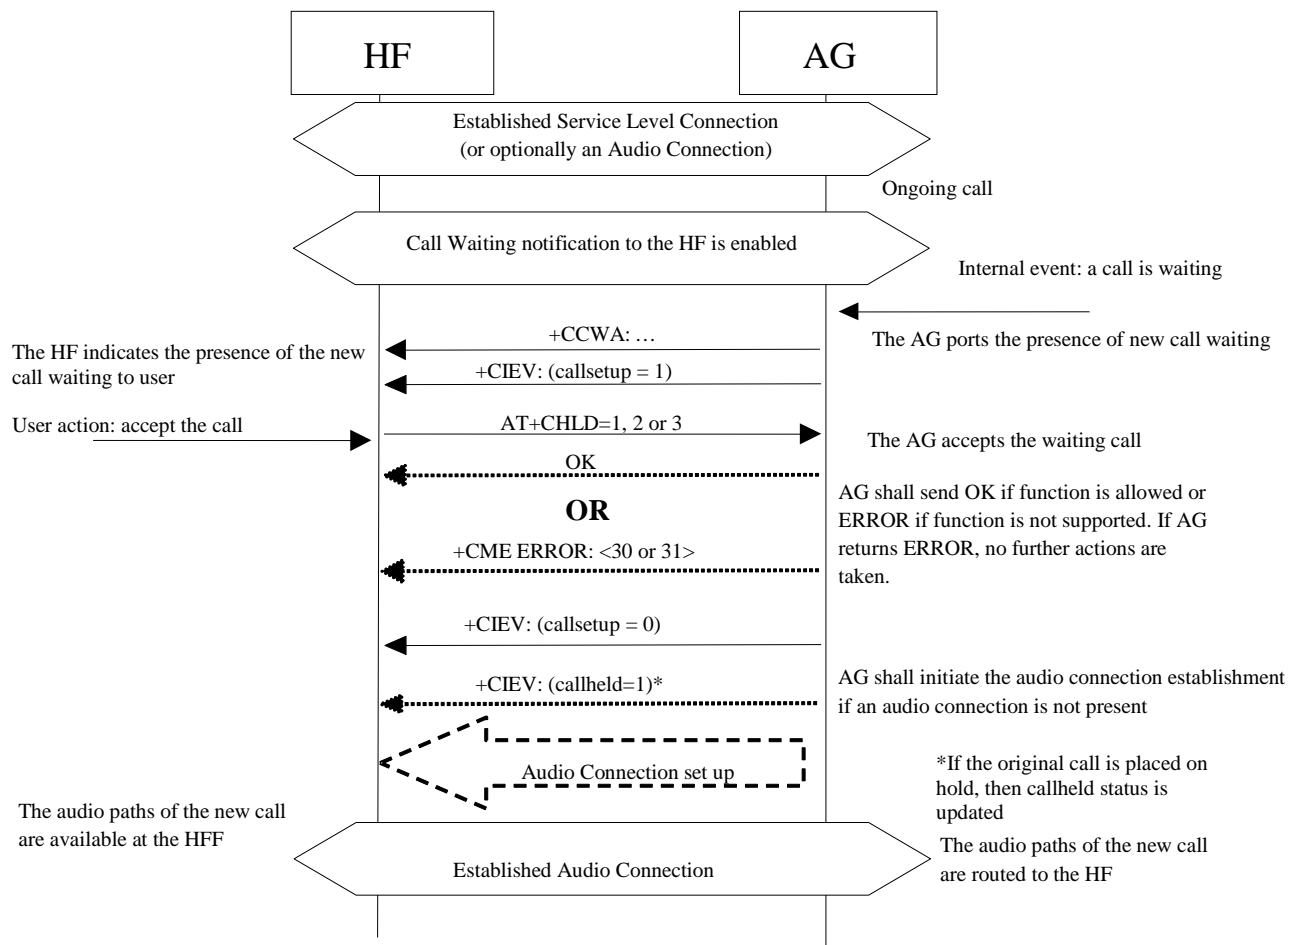 HF
AG
Established Service Level Connection
(or optionally an Audio Connection)
Ongoing call
Call Waiting notification to the HF is enabled
Internal event: a call is waiting
+CCWA: …
The AG ports the presence of new call waiting
The HF indicates the presence of the new
call waiting to user
+CIEV: (callsetup = 1)
User action: accept the call
AT+CHLD=1, 2 or 3
The AG accepts the waiting call
OK
AG shall send OK if function is allowed or
ERROR if function is not supported. If AG
returns ERROR, no further actions are
taken.
OR
+CME ERROR: <30 or 31>
+CIEV: (callsetup = 0)
+CIEV: (callheld=1)*
AG shall initiate the audio connection establishment
if an audio connection is not present
Audio Connection set up
*If the original call is placed on
hold, then callheld status is
updated
The audio paths of the new call
are available at the HFF
The audio paths of the new call
are routed to the HF
Established Audio Connection